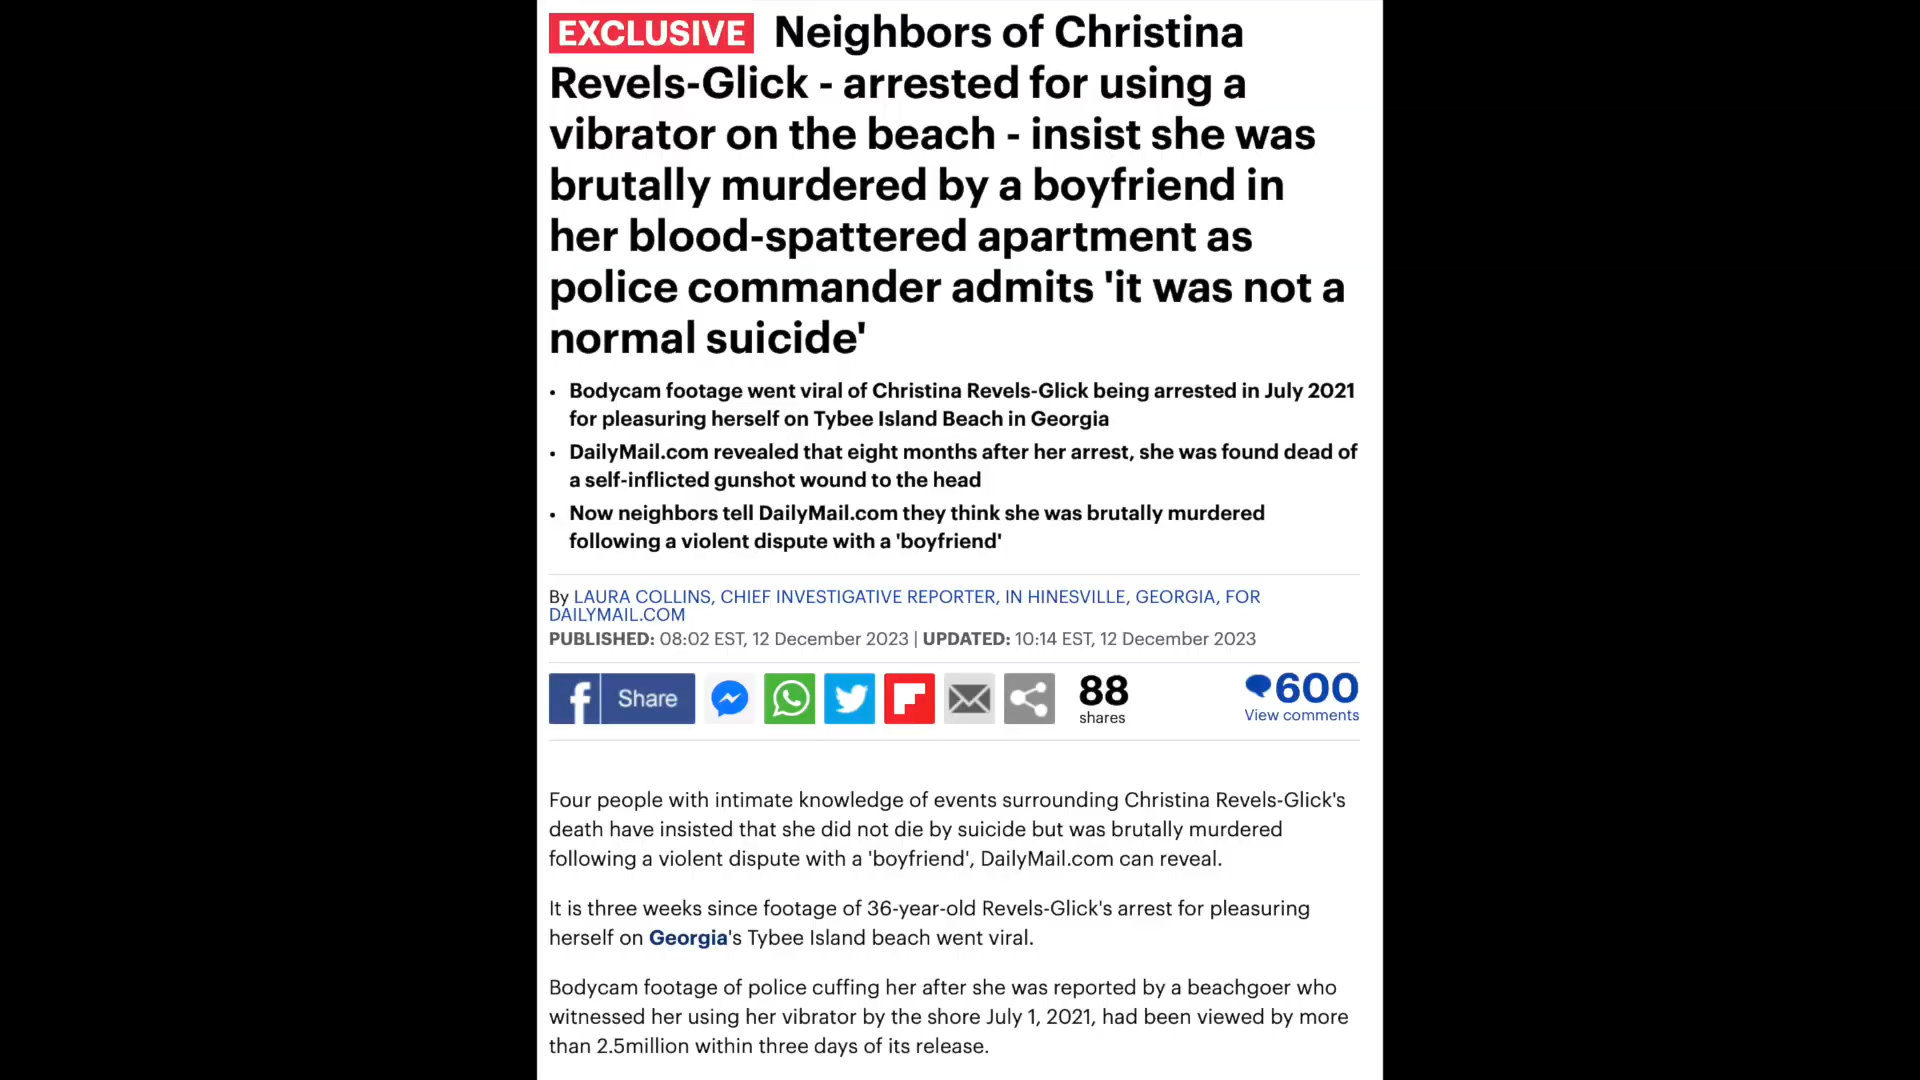 EXCLUSIVE Neighbors of Christina
Revels-Glick - arrested for using a
vibrator on the beach - insist she was
brutally murdered by a boyfriend in
her blood-spattered apartment as
police commander admits 'it was not a
normal suicide'
• Bodycam footage went viral of Christina Revels-Glick being arrested in July 2021
for pleasuring herself on Tybee Island Beach in Georgia
• DailyMail.com revealed that eight months after her arrest, she was found dead of
a self-inflicted gunshot wound to the head
• Now neighbors tell DailyMail.com they think she was brutally murdered
following a violent dispute with a 'boyfriend'
By LAURA COLLINS, CHIEF INVESTIGATIVE REPORTER, IN HINESVILLE, GEORGIA, FOR
DAILYMAIL.COM
PUBLISHED: 08:02 EST, 12 December 2023 | UPDATED: 10:14 EST, 12 December 2023
f Share
88
shares
600
View comments
Four people with intimate knowledge of events surrounding Christina Revels-Glick's
death have insisted that she did not die by suicide but was brutally murdered
following a violent dispute with a 'boyfriend', DailyMail.com can reveal.
It is three weeks since footage of 36-year-old Revels-Glick's arrest for pleasuring
herself on Georgia's Tybee Island beach went viral.
Bodycam footage of police cuffing her after she was reported by a beachgoer who
witnessed her using her vibrator by the shore July 1, 2021, had been viewed by more
than 2.5million within three days of its release.